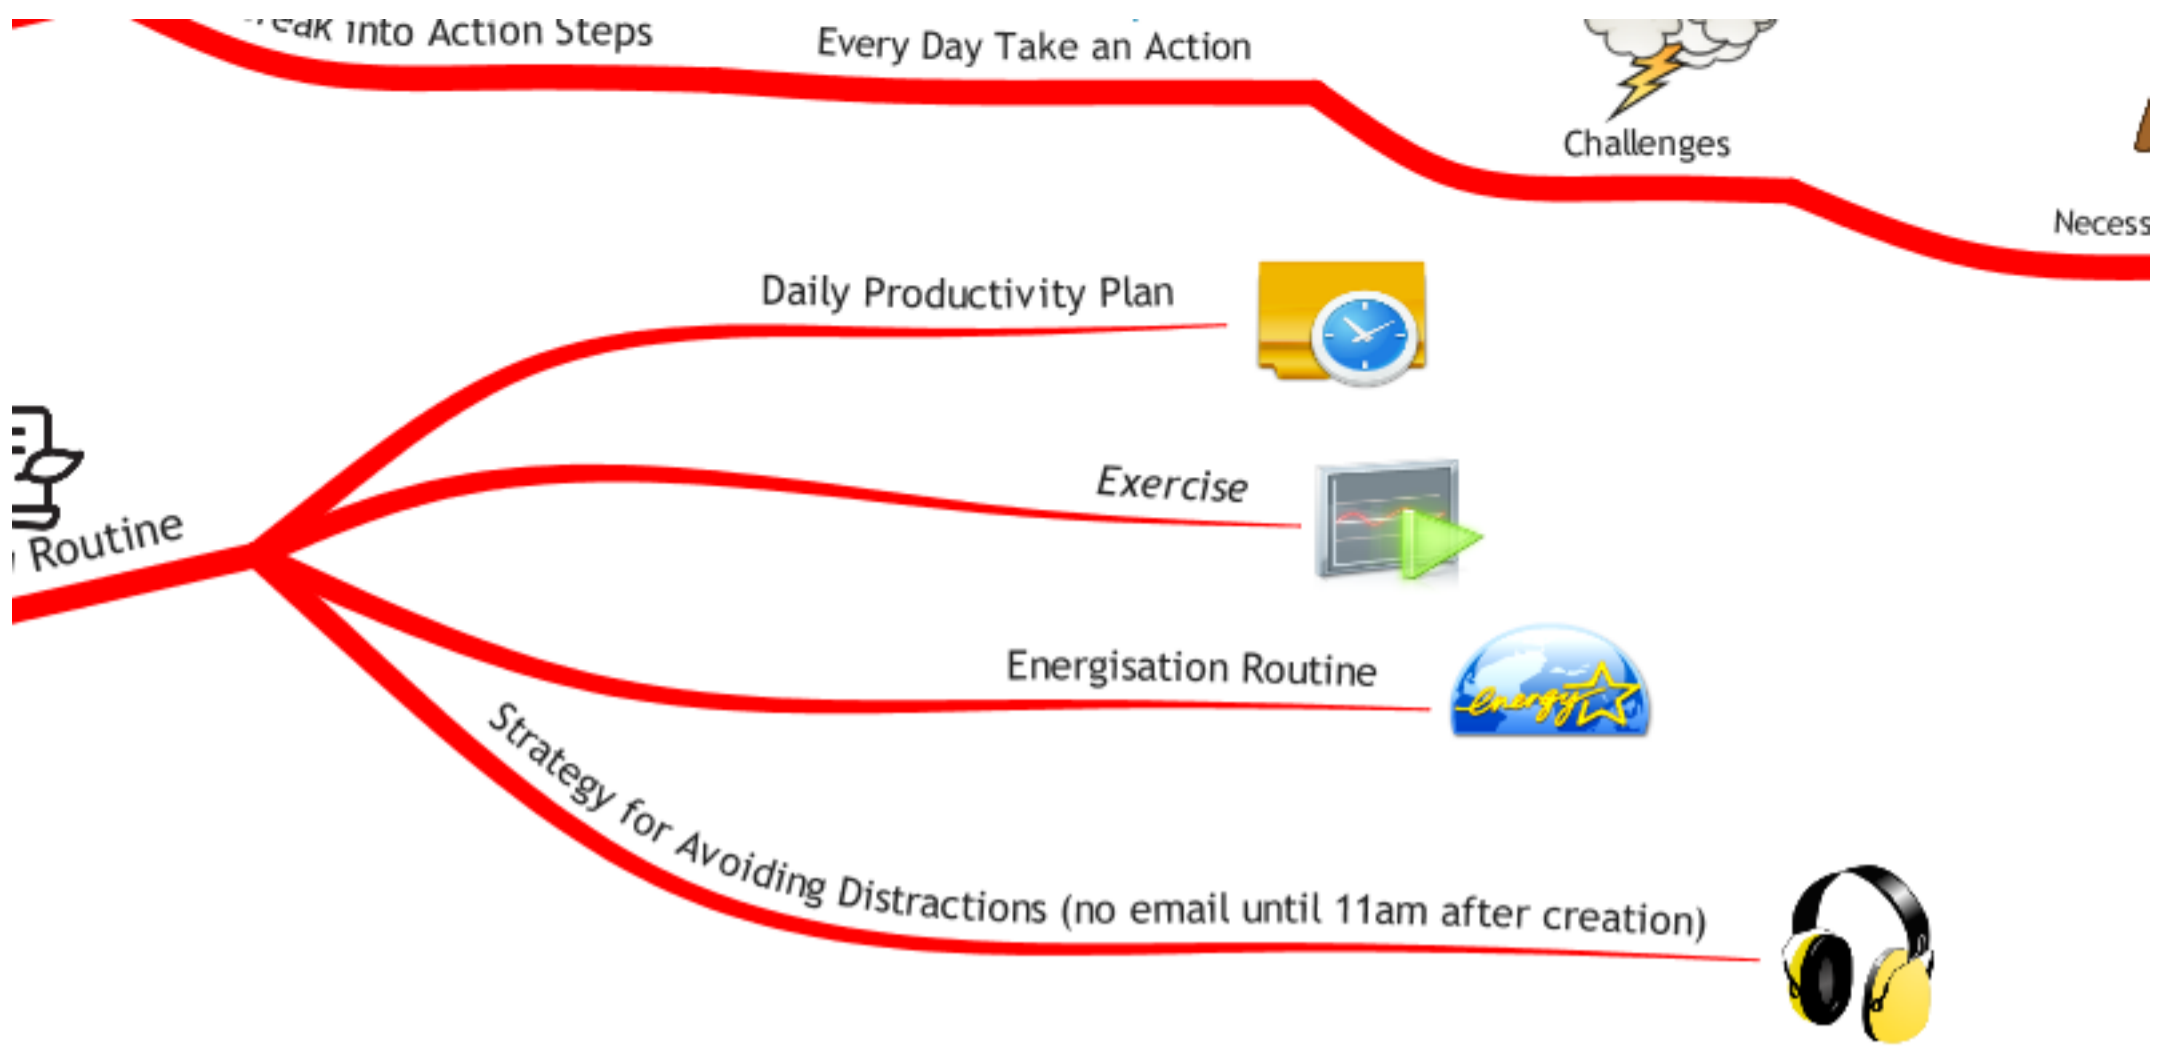 into Action Steps
Every Day Take an Action
Challenges
Daily Productivity Plan
Exercise
Routine
Energisation Routine
energy
Strategy for Avoiding Distractions (no email until 11am after creation)